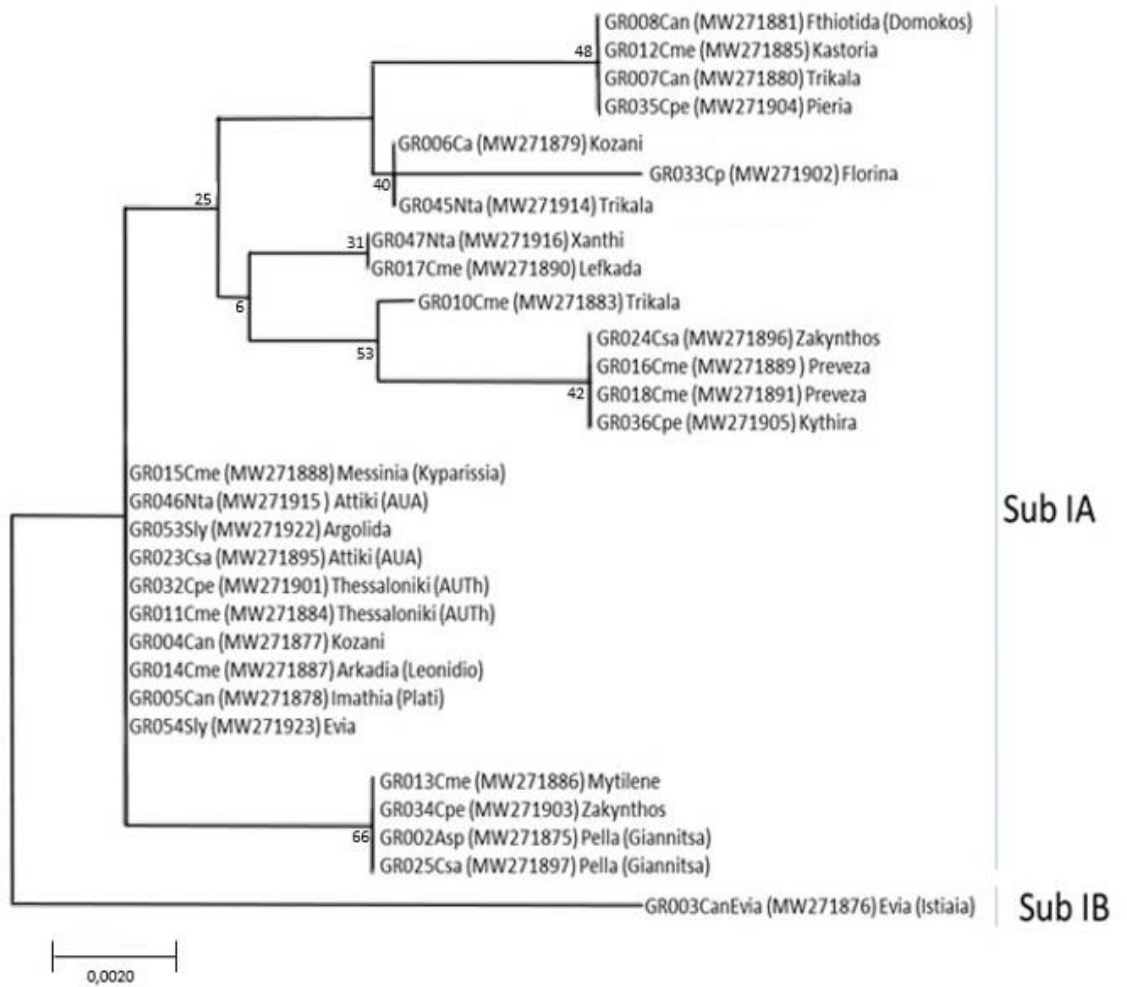 GR008Can (MW271881) Fthiotida (Domokos)
48
GR012Cme (MW271885) Kastoria
GR007Can (MW271880) Trikala
GR035Cpe (MW271904) Pieria
GR006Ca (MW271879) Kozani
GR033Cp (MW271902) Florina
40
GR045Nta (MW271914) Trikala
25
31
GR047Nta (MW271916) Xanthi
GR017Cme (MW271890) Lefkada
6
GR010Cme (MW271883) Trikala
53
GR024Csa (MW271896) Zakynthos
GR016Cme (MW271889 ) Preveza
42
GR018Cme (MW271891) Preveza
GR036Cpe (MW271905) Kythira
GR015Cme (MW271888) Messinia (Kyparissia)
GR046Nta (MW271915 ) Attiki (AUA)
Sub IA
GR053Sly (MW271922) Argolida
GR023Csa (MW271895) Attiki (AUA)
GR032Cpe (MW271901) Thessaloniki (AUTh)
GR011Cme (MW271884) Thessaloniki (AUTh)
GR004Can (MW271877) Kozani
GR014Cme (MW271887) Arkadia (Leonidio)
GR005Can (MW271878) Imathia (Plati)
GR054Sly (MW271923) Evia
GR013Cme (MW271886) Mytilene
GR034Cpe (MW271903) Zakynthos
66
GR002Asp (MW271875) Pella (Giannitsa)
GR025Csa (MW271897) Pella (Giannitsa)
GR003CanEvia (MW271876) Evia (Istiaia)
Sub IB
0,0020